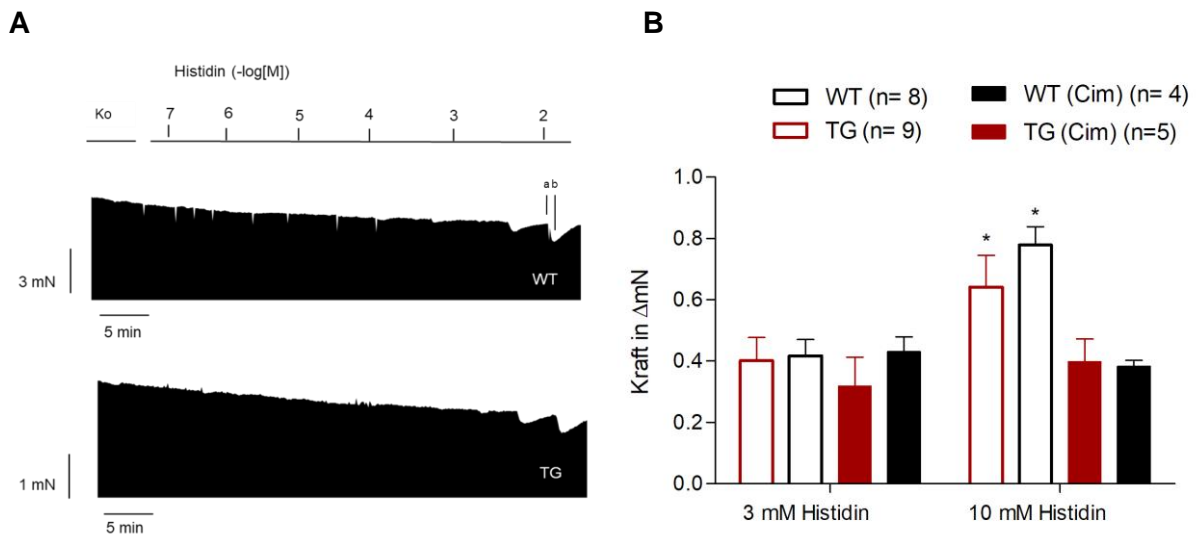 A
Histidin (-log[M])
Ko 7 6 5 4 3 2
a b
3 mN
WT
5 min
1 mN
TG
5 min
B
WT (n= 8) WT (Cim) (n= 4)
TG (n= 9) TG (Cim) (n=5)
Kraft in ΔmN
1.0
0.8
0.6
0.4
0.2
0.0
* *
3 mM Histidin 10 mM Histidin